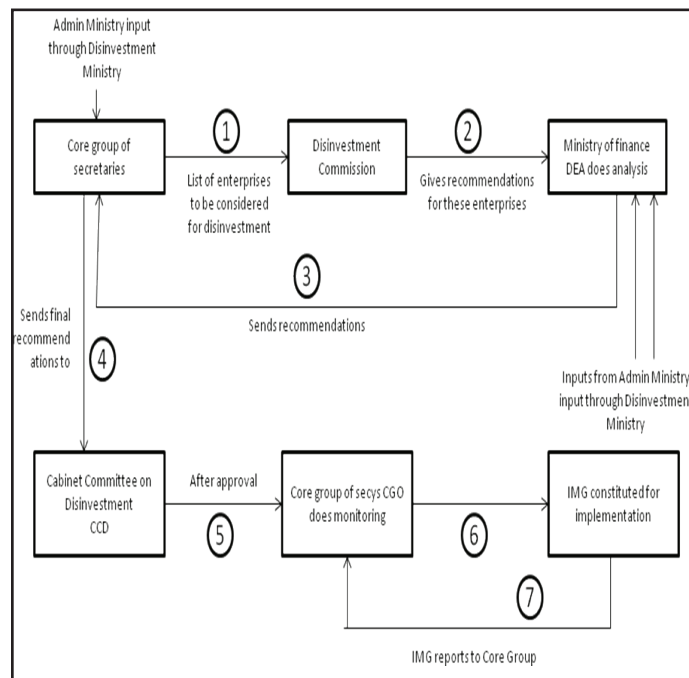 Admin Ministry input
through Disinvestment
Ministry
Core group of
secretaries
1
List of enterprises
to be considered
for disinvestment
Disinvestment
Commission
2
Gives recommendations
for these enterprises
Ministry of finance
DEA does analysis
3
Sends recommendations
Sends final
recommend
ations to
4
Inputs from Admin Ministry
input through Disinvestmen
Ministry
Cabinet Committee on
Disinvestment
CCD
After approval
5
Core group of secys CGO
does monitoring
6
IMG constituted for
implementation
7
IMG reports to Core Group